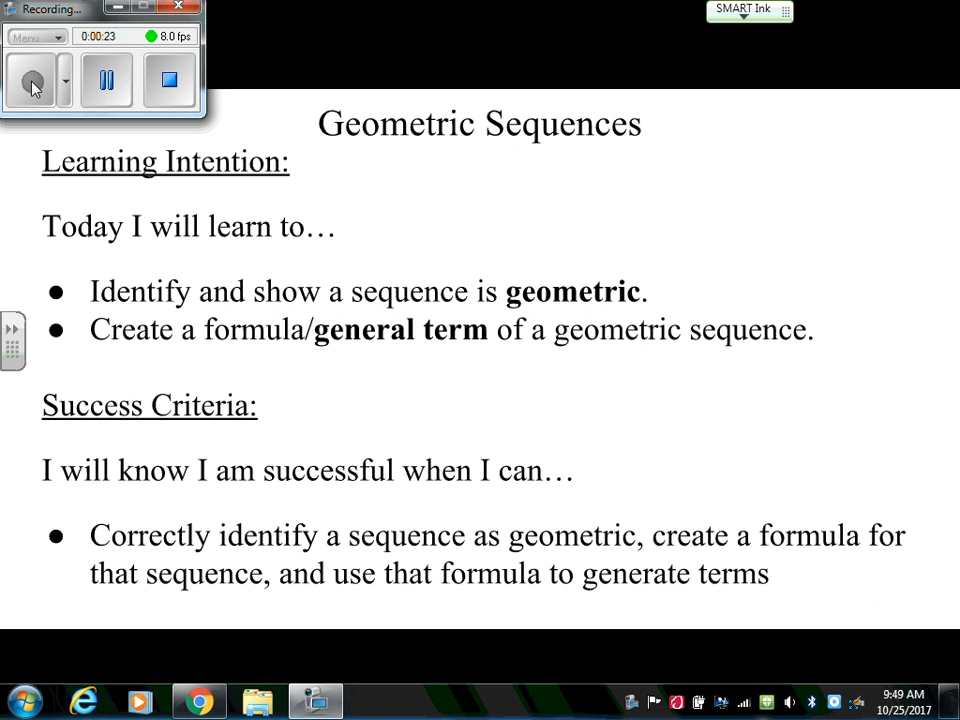 Recording...
SMART Ink
Menu
0:00:23
8.0 fps
Geometric Sequences
Learning Intention:
Today I will learn to…
● Identify and show a sequence is geometric.
● Create a formula/general term of a geometric sequence.
Success Criteria:
I will know I am successful when I can…
● Correctly identify a sequence as geometric, create a formula for
that sequence, and use that formula to generate terms
9:49 AM
10/25/2017